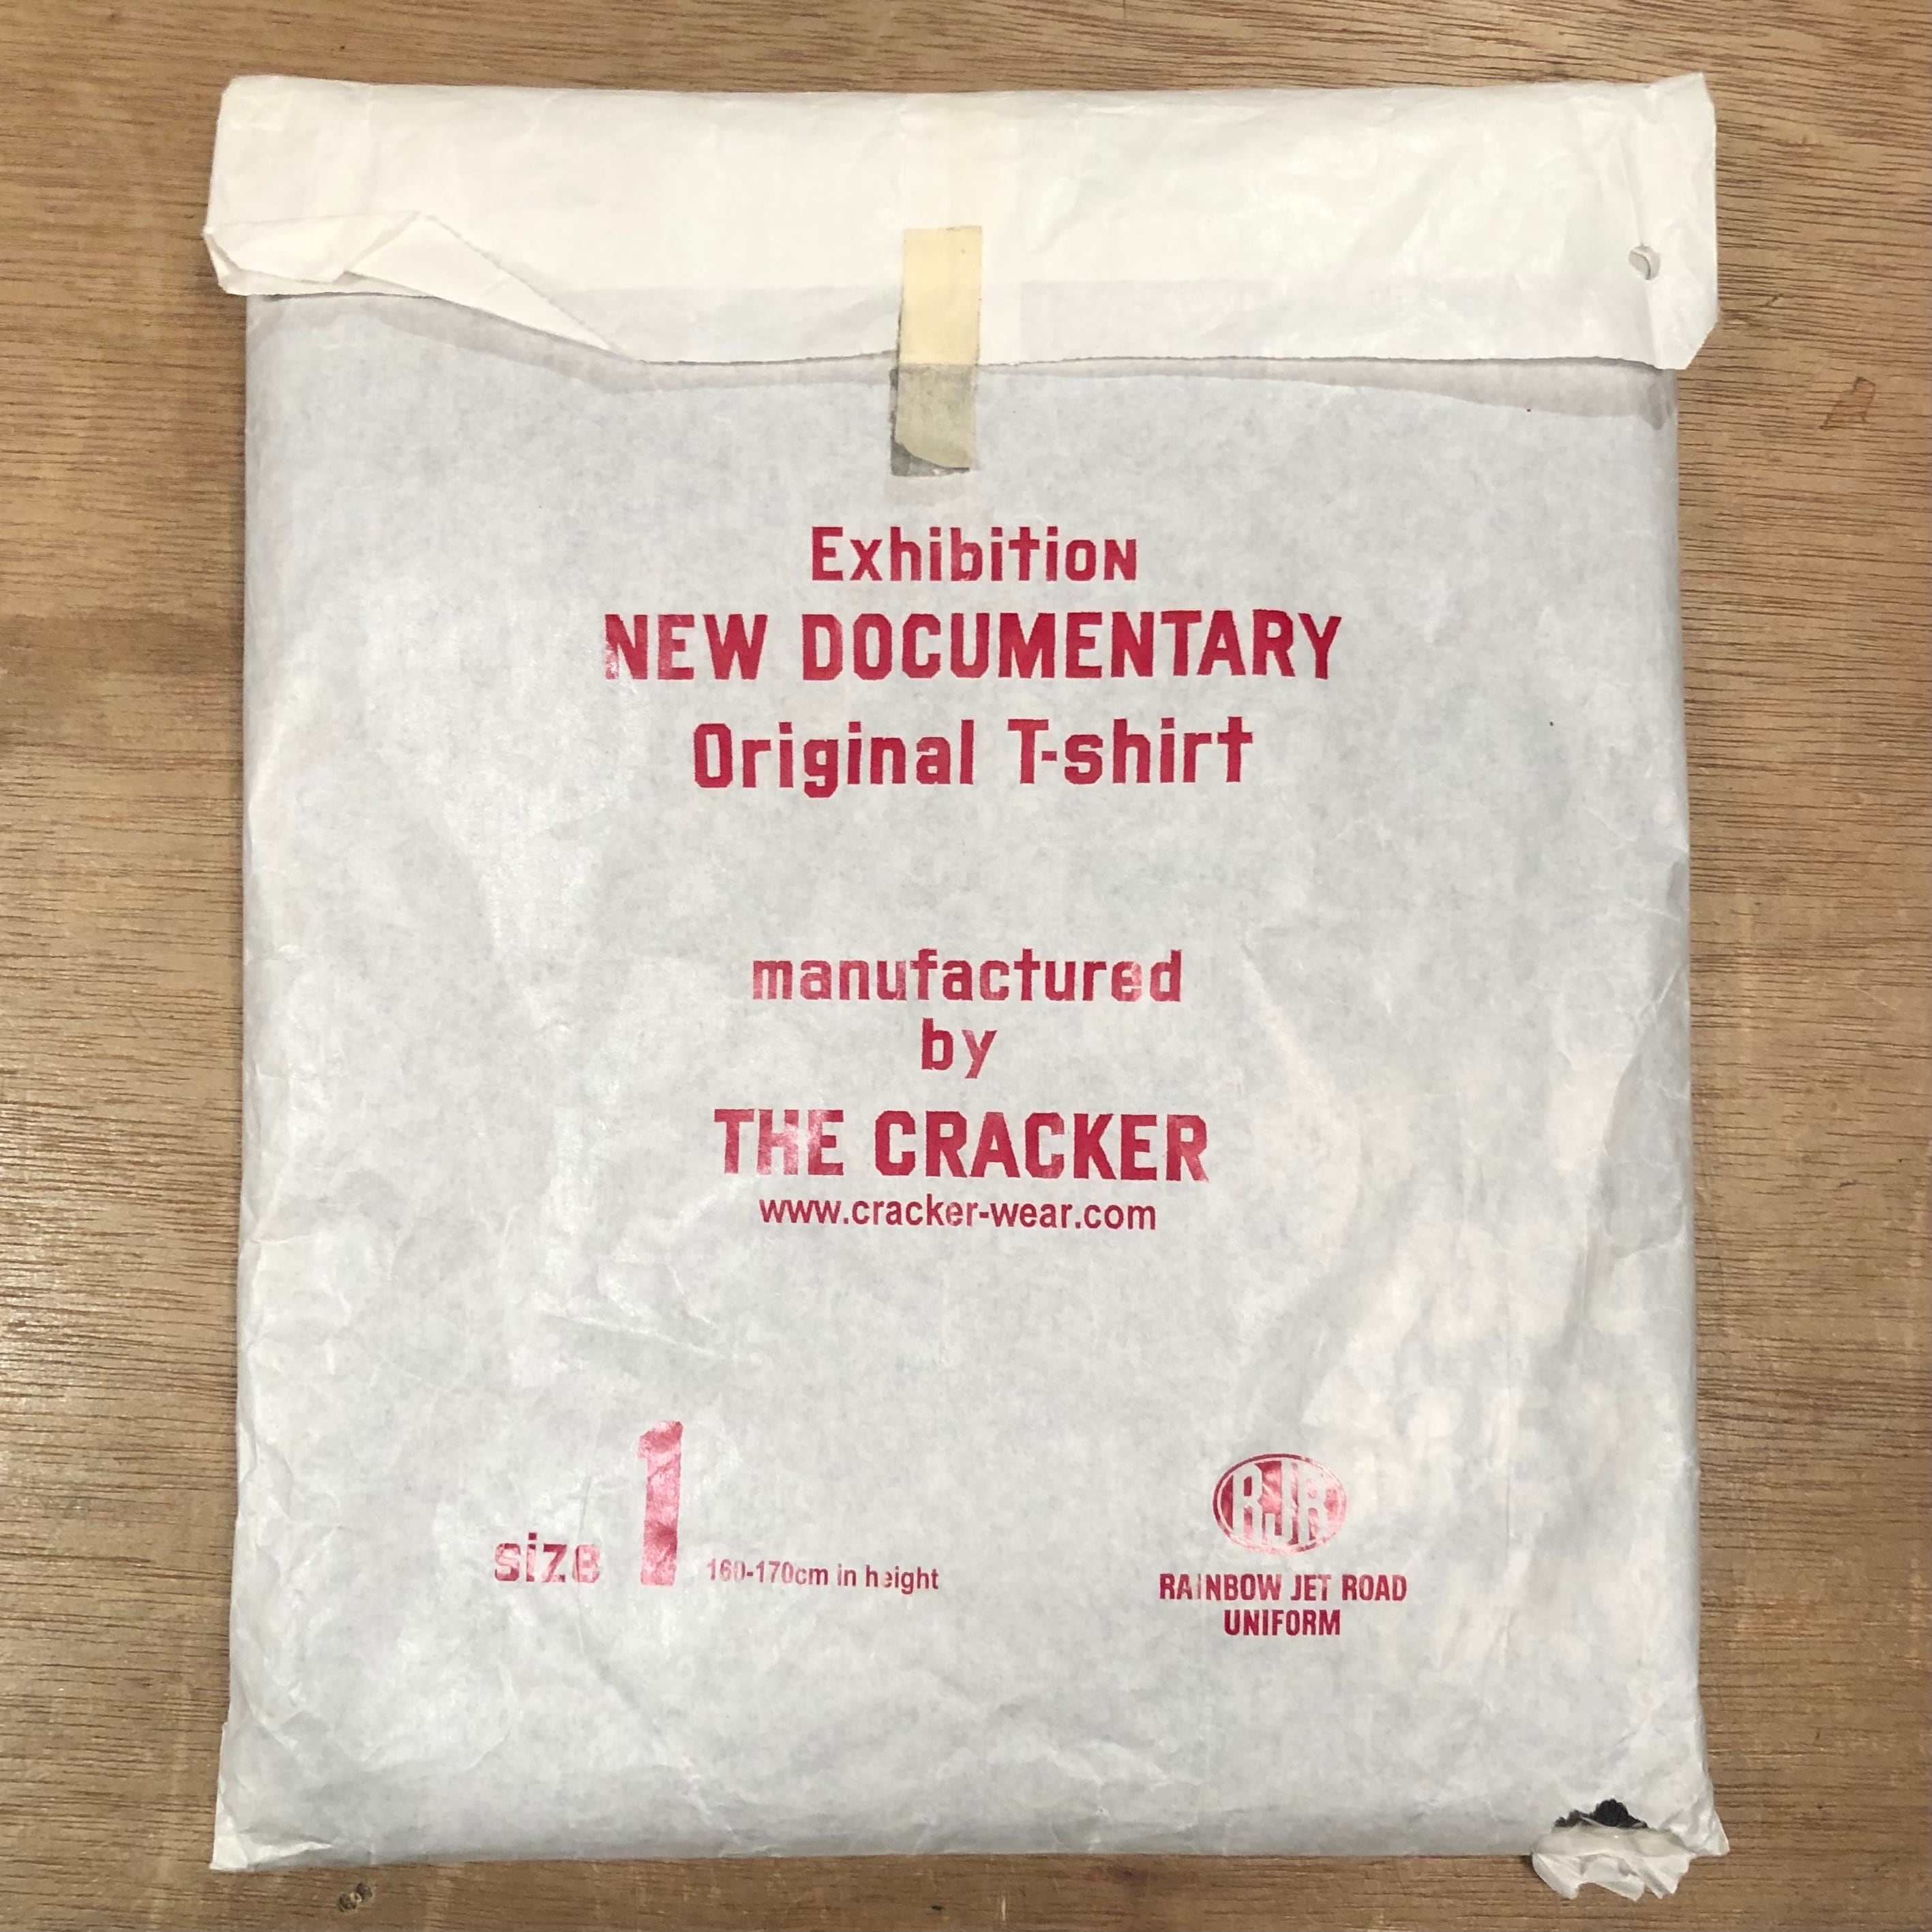 Exhibition
NEW DOCUMENTARY
Original T-shirt
manufactured
by
THE CRACKER
www.cracker-wear.com
size 1 160-170cm in height
RJR
RAINBOW JET ROAD
UNIFORM